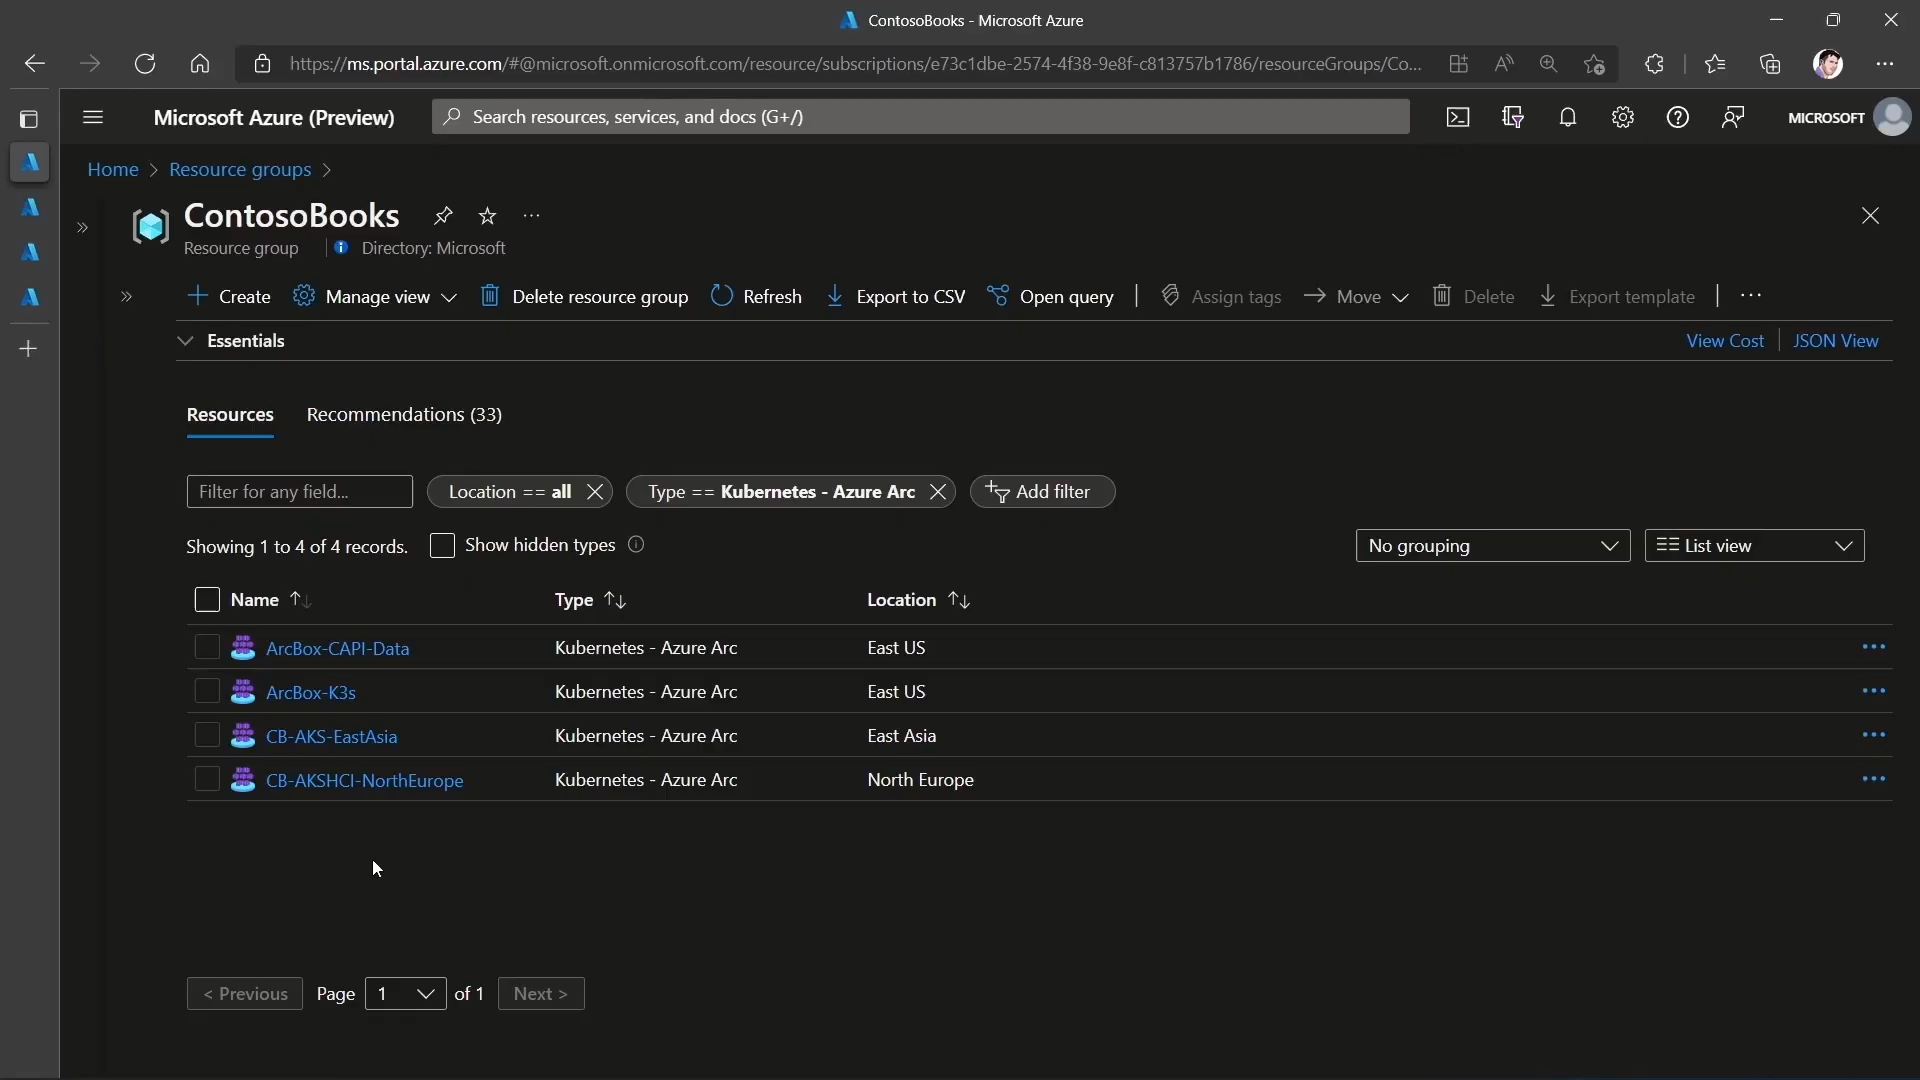 ContosoBooks - Microsoft Azure
https://ms.portal.azure.com/#@microsoft.onmicrosoft.com/resource/subscriptions/e73c1dbe-2574-4f38-9e8f-c813757b1786/resourceGroups/Co...
Microsoft Azure (Preview)
Search resources, services, and docs (G+/)
MICROSOFT
Home > Resource groups >
ContosoBooks
Resource group
Directory: Microsoft
Create Manage view Delete resource group Refresh Export to CSV Open query Assign tags Move Delete Export template
Essentials View Cost JSON View
Resources Recommendations (33)
Filter for any field... Location == all Type == Kubernetes - Azure Arc Add filter
Showing 1 to 4 of 4 records. Show hidden types No grouping List view
Name Type Location
ArcBox-CAPI-Data Kubernetes - Azure Arc East US
ArcBox-K3s Kubernetes - Azure Arc East US
CB-AKS-EastAsia Kubernetes - Azure Arc East Asia
CB-AKSHCI-NorthEurope Kubernetes - Azure Arc North Europe
< Previous Page 1 of 1 Next >